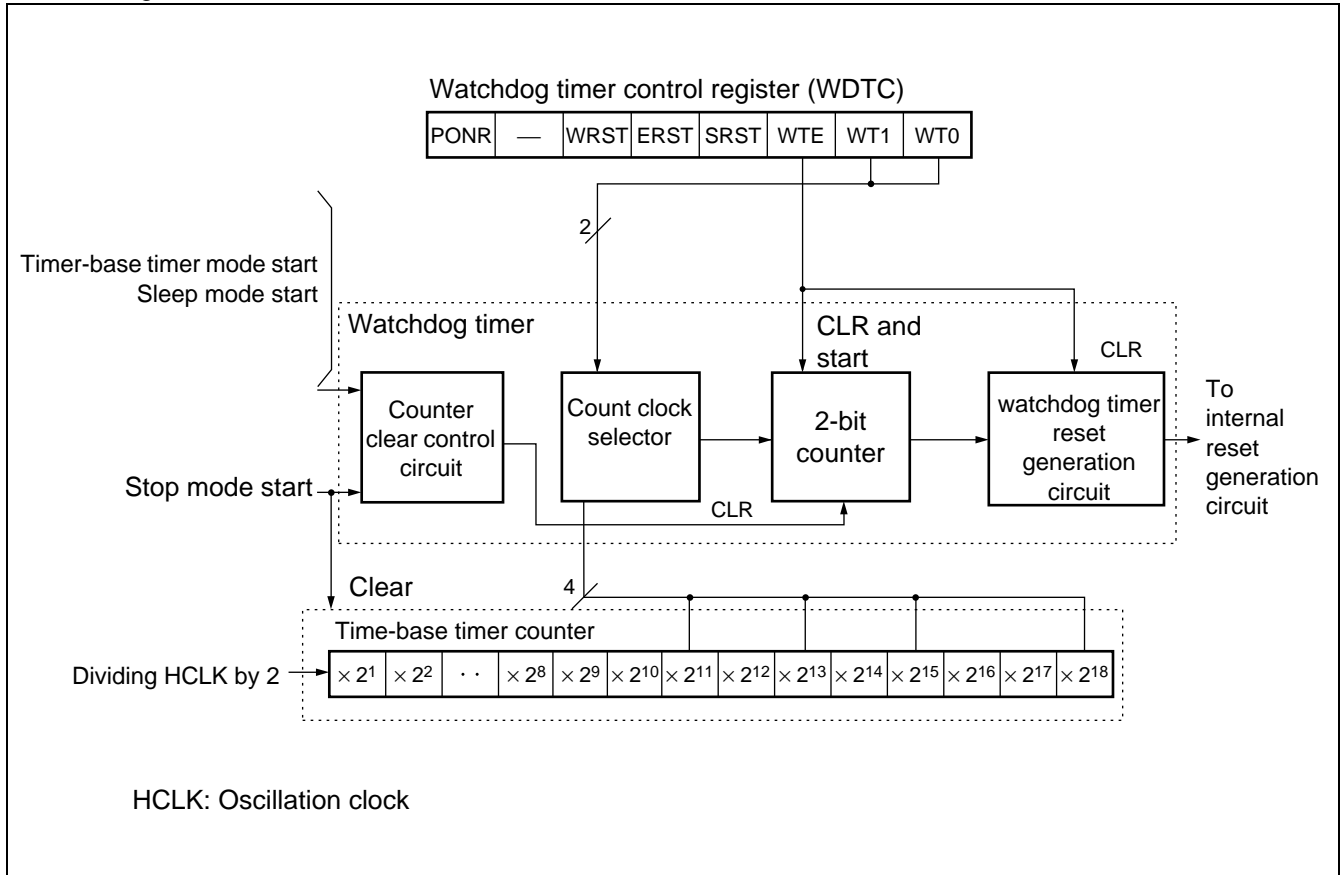 Watchdog timer control register (WDTC)
PONR — WRST ERST SRST WTE WT1 WT0
2
Timer-base timer mode start
Sleep mode start
Watchdog timer
CLR and
start
CLR
Counter
clear control
circuit
Count clock
selector
2-bit
counter
watchdog timer
reset
generation
circuit
To
internal
reset
generation
circuit
Stop mode start
CLR
Clear
4
Time-base timer counter
Dividing HCLK by 2
× 2¹ × 2² · · × 2⁸ × 2⁹ × 2¹⁰ × 2¹¹ × 2¹² × 2¹³ × 2¹⁴ × 2¹⁵ × 2¹⁶ × 2¹⁷ × 2¹⁸
HCLK: Oscillation clock